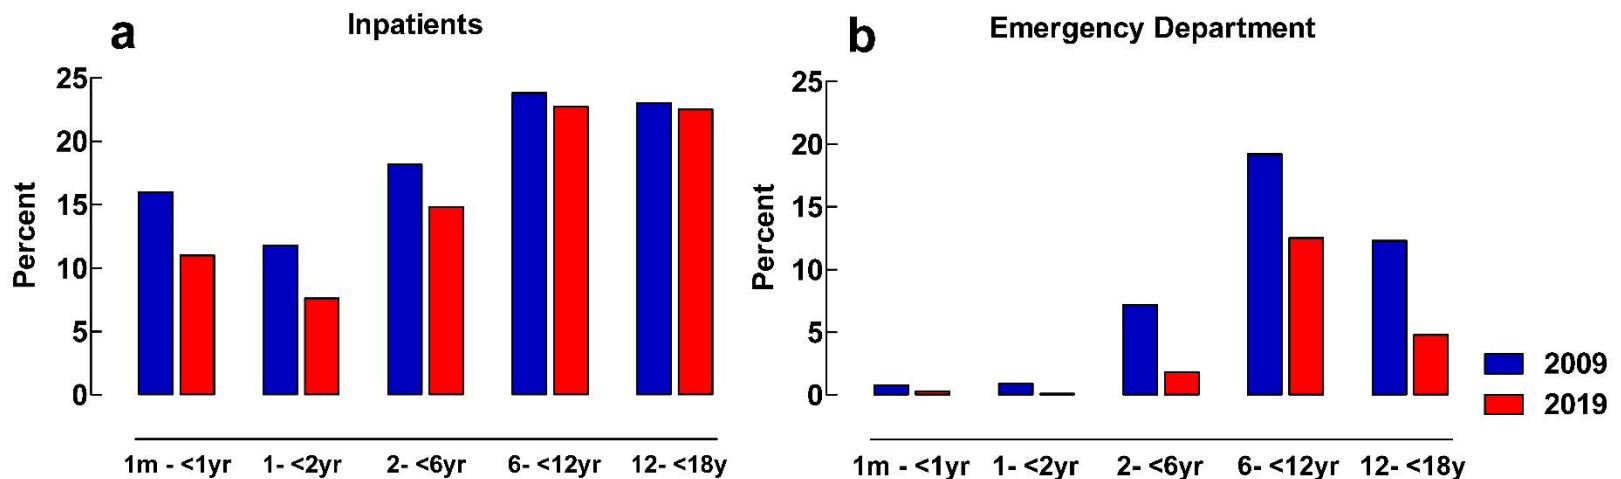 a
Inpatients
Percent
25
20
15
10
5
0
1m - <1yr 1- <2yr 2- <6yr 6- <12yr 12- <18y
b
Emergency Department
Percent
25
20
15
10
5
0
1m - <1yr 1- <2yr 2- <6yr 6- <12yr 12- <18y
2009
2019